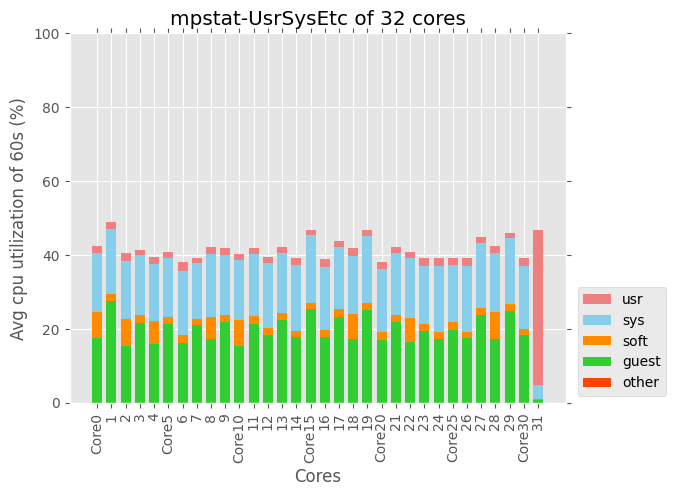 mpstat-UsrSysEtc of 32 cores
Avg cpu utilization of 60s (%)
100
80
60
40
20
0
Core0
1
2
3
4
Core5
6
7
8
9
Core10
11
12
13
14
Core15
16
17
18
19
Core20
21
22
23
24
Core25
26
27
28
29
Core30
31
Cores
usr
sys
soft
guest
other